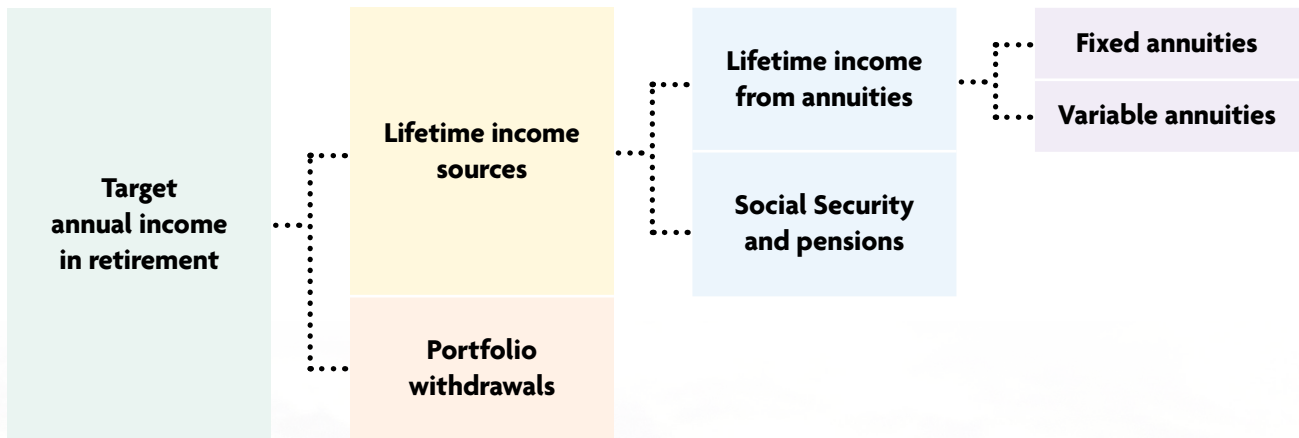 Target
annual income
in retirement
Lifetime income
sources
Portfolio
withdrawals
Lifetime income
from annuities
Social Security
and pensions
Fixed annuities
Variable annuities